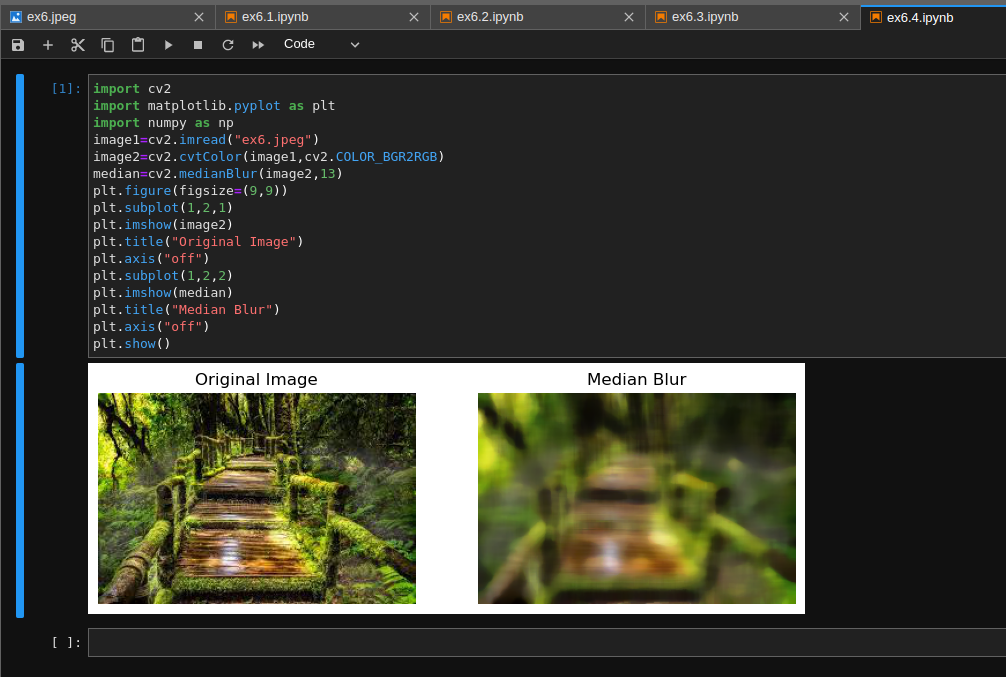 ex6.jpeg
ex6.1.ipynb
ex6.2.ipynb
ex6.3.ipynb
ex6.4.ipynb
Code
[1]:
import cv2
import matplotlib.pyplot as plt
import numpy as np
image1=cv2.imread("ex6.jpeg")
image2=cv2.cvtColor(image1,cv2.COLOR_BGR2RGB)
median=cv2.medianBlur(image2,13)
plt.figure(figsize=(9,9))
plt.subplot(1,2,1)
plt.imshow(image2)
plt.title("Original Image")
plt.axis("off")
plt.subplot(1,2,2)
plt.imshow(median)
plt.title("Median Blur")
plt.axis("off")
plt.show()
Original Image
Median Blur
[ ]: